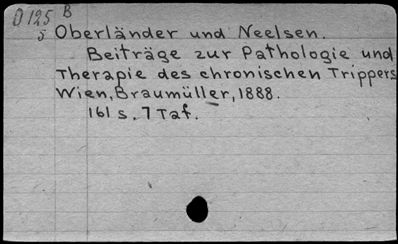 D 125 B
5 Oberländer und Neelsen.
Beiträge zur Pathologie und
Therapie des chronischen Trippers
Wien, Braumüller, 1888.
161 s. 7 Taf.